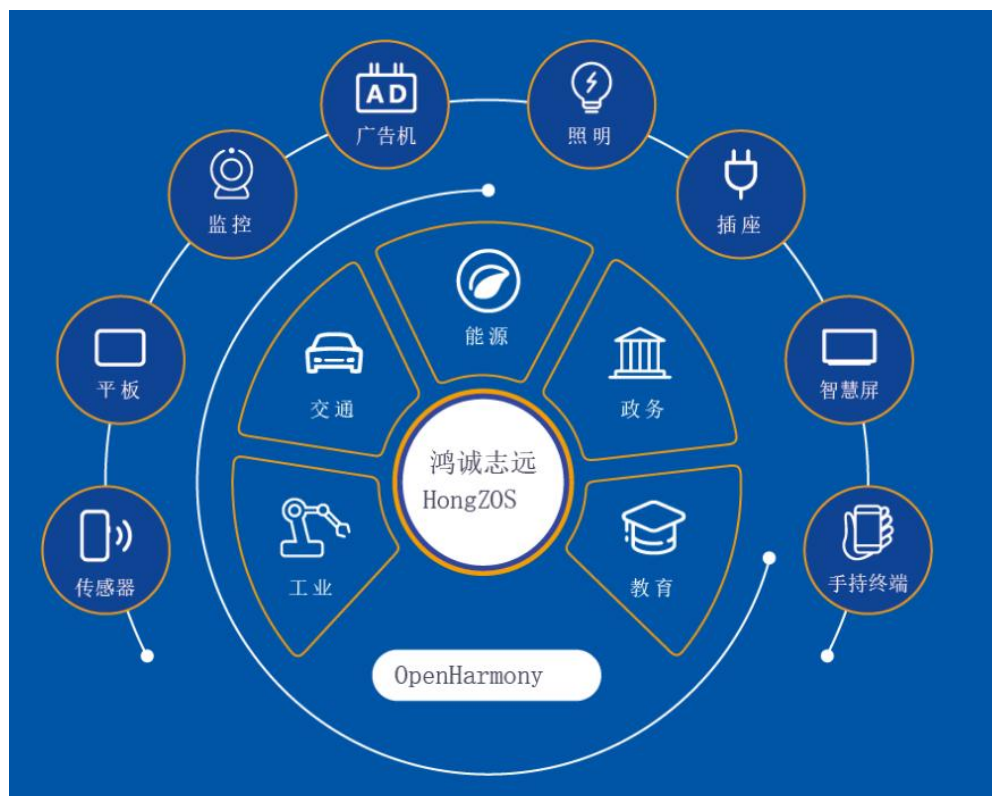 AD
广告机
照明
监控
插座
能源
平板
交通
政务
智慧屏
鸿诚志远
HongZOS
传感器
工业
教育
手持终端
OpenHarmony